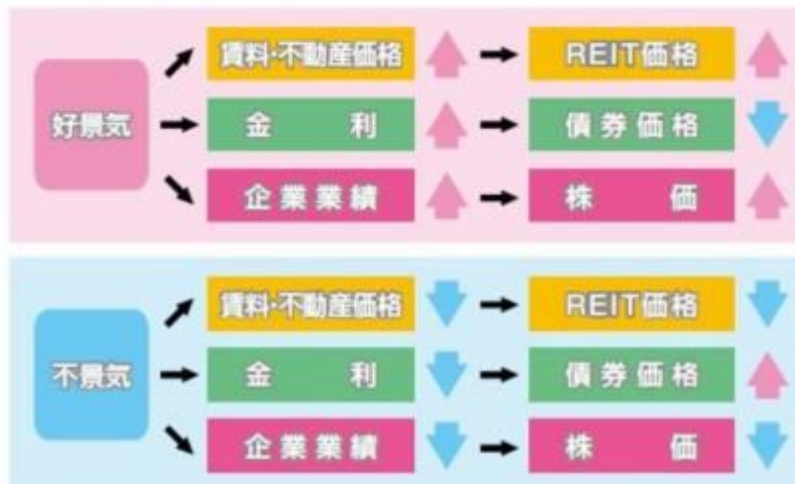 賃料・不動産価格
REIT価格
好景気
金利
債券価格
企業業績
株価
賃料・不動産価格
REIT価格
不景気
金利
債券価格
企業業績
株価